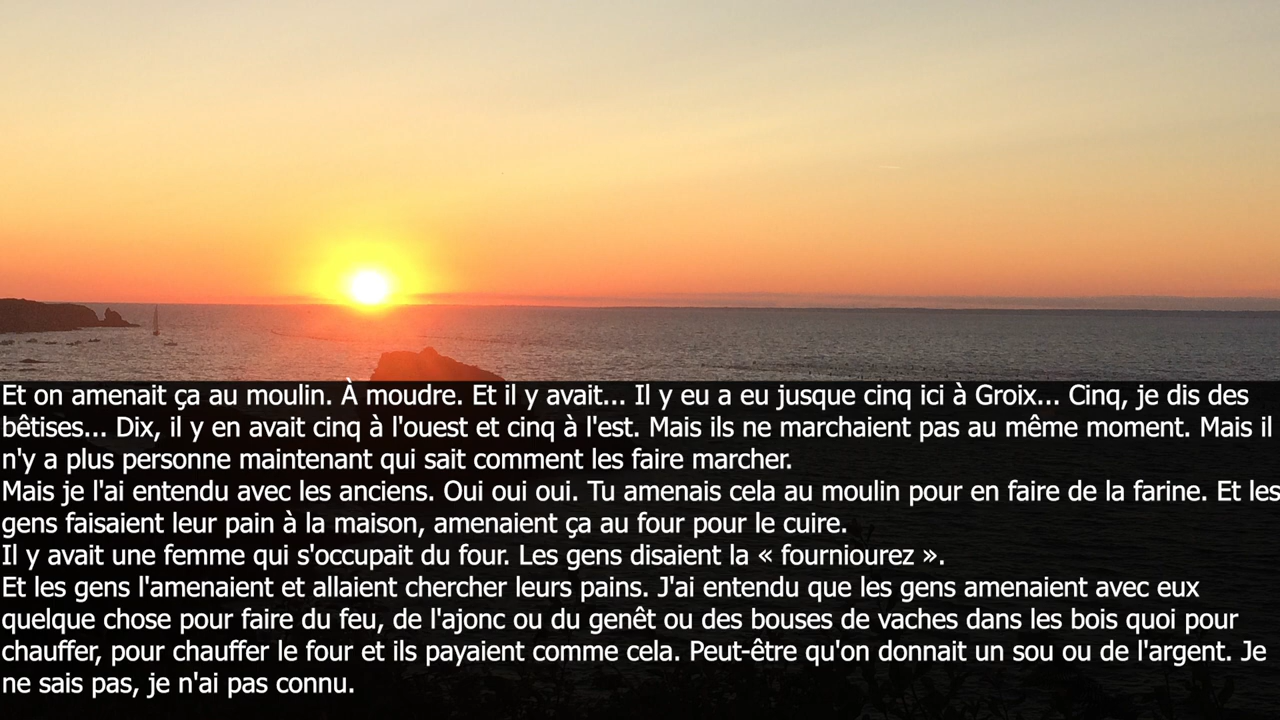 Et on amenait ça au moulin. À moudre. Et il y avait... Il y eu a eu jusque cinq ici à Groix... Cinq, je dis des
bêtises... Dix, il y en avait cinq à l'ouest et cinq à l'est. Mais ils ne marchaient pas au même moment. Mais il
n'y a plus personne maintenant qui sait comment les faire marcher.
Mais je l'ai entendu avec les anciens. Oui oui oui. Tu amenais cela au moulin pour en faire de la farine. Et les
gens faisaient leur pain à la maison, amenaient ça au four pour le cuire.
Il y avait une femme qui s'occupait du four. Les gens disaient la « fourniourez ».
Et les gens l'amenaient et allaient chercher leurs pains. J'ai entendu que les gens amenaient avec eux
quelque chose pour faire du feu, de l'ajonc ou du genêt ou des bouses de vaches dans les bois quoi pour
chauffer, pour chauffer le four et ils payaient comme cela. Peut-être qu'on donnait un sou ou de l'argent. Je
ne sais pas, je n'ai pas connu.